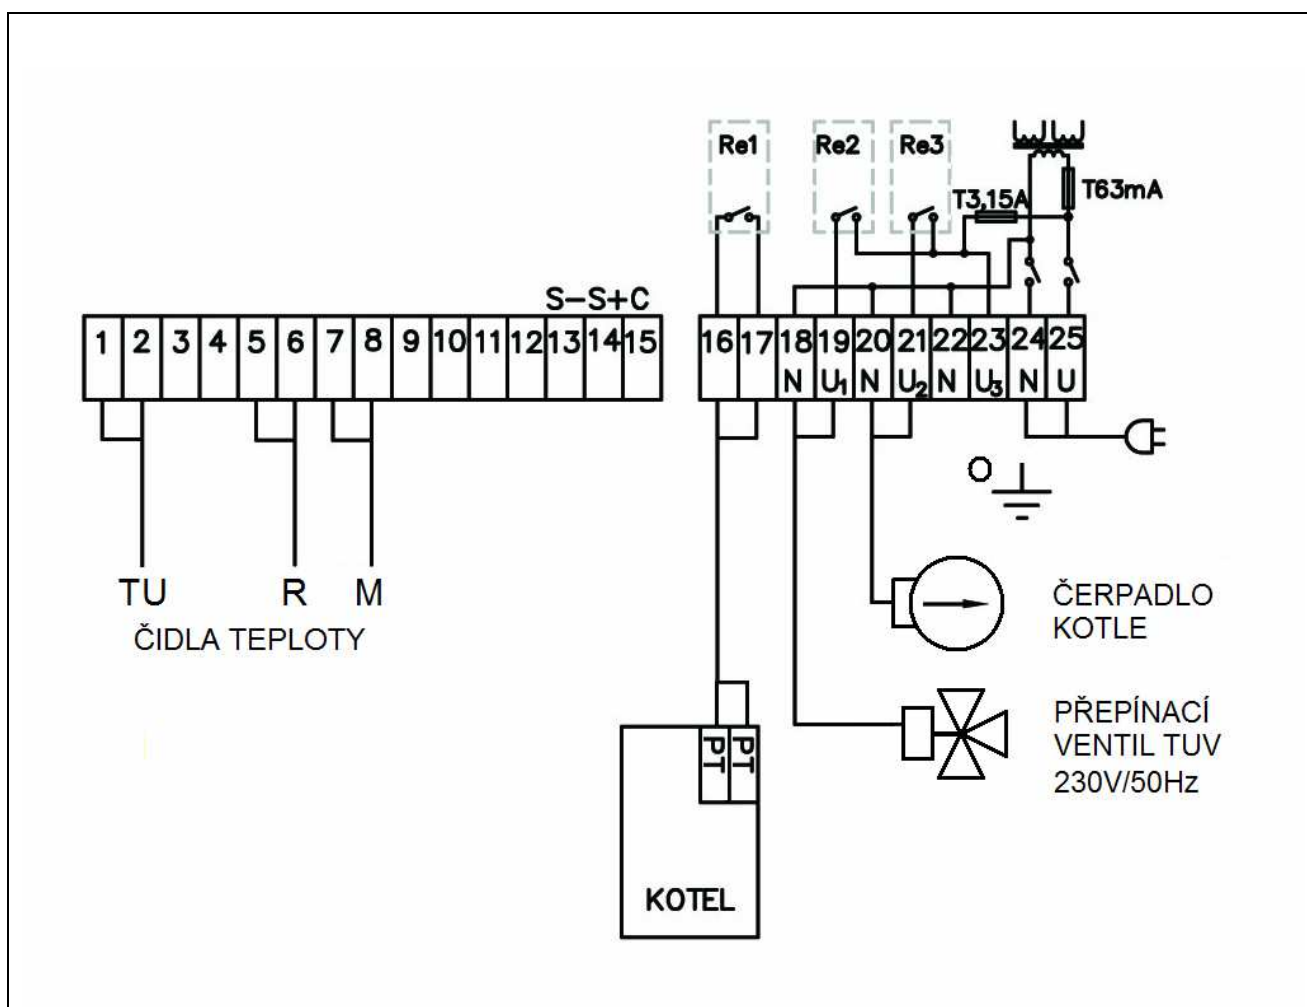 Re1 Re2 Re3
T3,15A T63mA
S-S+C
1 2 3 4 5 6 7 8 9 10 11 12 13 14 15
16 17 18 19 20 21 22 23 24 25
N U1 N U2 N U3 N U
TU R M
ČIDLA TEPLOTY
ČERPADLO
KOTLE
PŘEPÍNACÍ
VENTIL TUV
230V/50Hz
PT PT
KOTEL